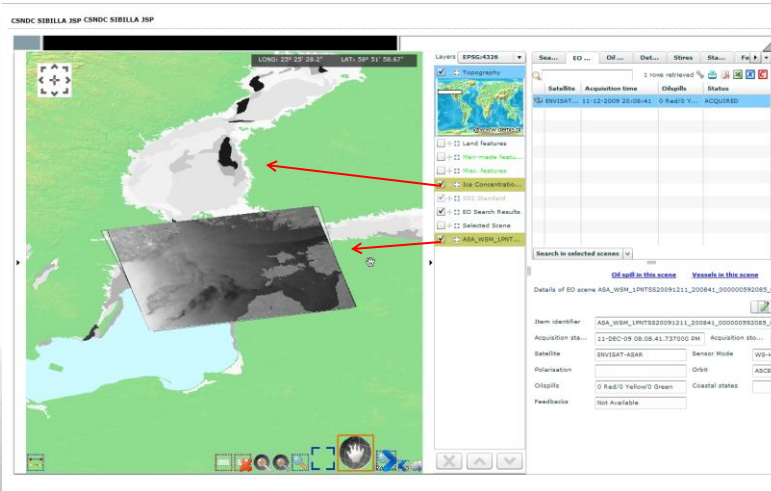 CSNDC SIBILLA JSP CSNDC SIBILLA JSP
LONG: 25º 25' 28.2" LAT: 58º 51' 58.67"
Layers EPSG:4326
Topography
Land features
Man-made featu...
Misc. features
Ice Concentratio...
S52 Standard
EO Search Results
Selected Scene
ASA_WSM_1PNT...
Sea... EO ... Oil ... Det... Stires Sta... Fe
1 rows retrieved
Satellite Acquisition time Oilspills Status
ENVISAT... 11-12-2009 20:08:41 0 Red/0 Y... ACQUIRED
Search in selected scenes
Oil spill in this scene Vessels in this scene
Details of EO scene ASA_WSM_1PNTSS20091211_200841_000000592085_
Item identifier ASA_WSM_1PNTSS20091211_200841_000000592085_
Acquisition sta... 11-DEC-09 08.08.41.737000 PM Acquisition sto...
Satellite ENVISAT-ASAR Sensor Mode WS-
Polarisation Orbit ASCE
Oilspills 0 Red/0 Yellow/0 Green Coastal states
Feedbacks Not Available